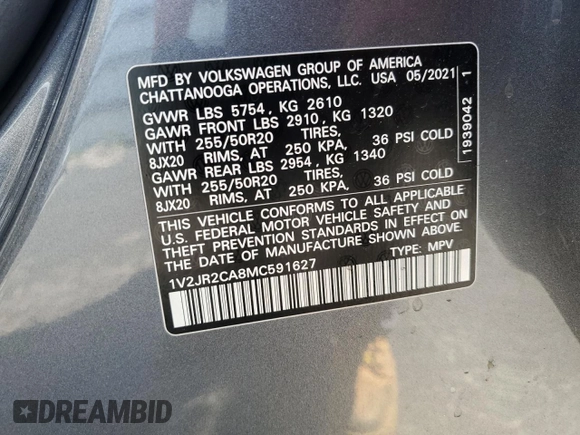 MFD BY VOLKSWAGEN GROUP OF AMERICA
CHATTANOOGA OPERATIONS, LLC. USA 05/2021
GVWR LBS 5754, KG 2610
GAWR FRONT LBS 2910, KG 1320
WITH 255/50R20 TIRES,
8JX20 RIMS, AT 250 KPA, 36 PSI COLD
GAWR REAR LBS 2954, KG 1340
WITH 255/50R20 TIRES,
8JX20 RIMS, AT 250 KPA, 36 PSI COLD
THIS VEHICLE CONFORMS TO ALL APPLICABLE
U.S. FEDERAL MOTOR VEHICLE SAFETY AND
THEFT PREVENTION STANDARDS IN EFFECT ON
THE DATE OF MANUFACTURE SHOWN ABOVE.
1V2JR2CA8MC591627 TYPE: MPV
1939042 1
DREAMBID